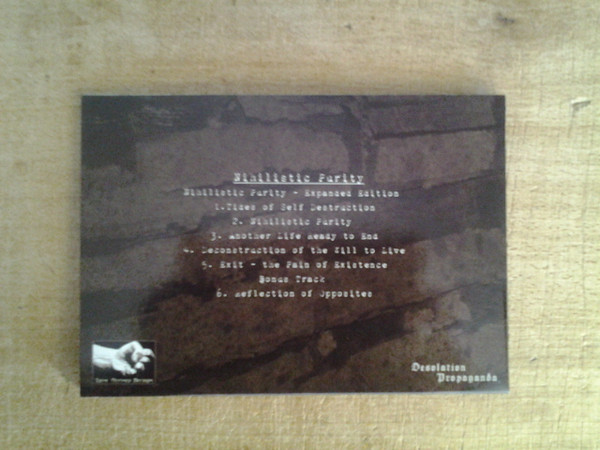 Nihilistic Purity
Nihilistic Purity - Expanded Edition
1.Tides of Self Destruction
2. Nihilistic Purity
3. Another Life Ready to End
4. Deconstruction of the Will to Live
5. Exit - the Pain of Existence
Bonus Track
6. Reflection of Opposites
Desolation
Propaganda